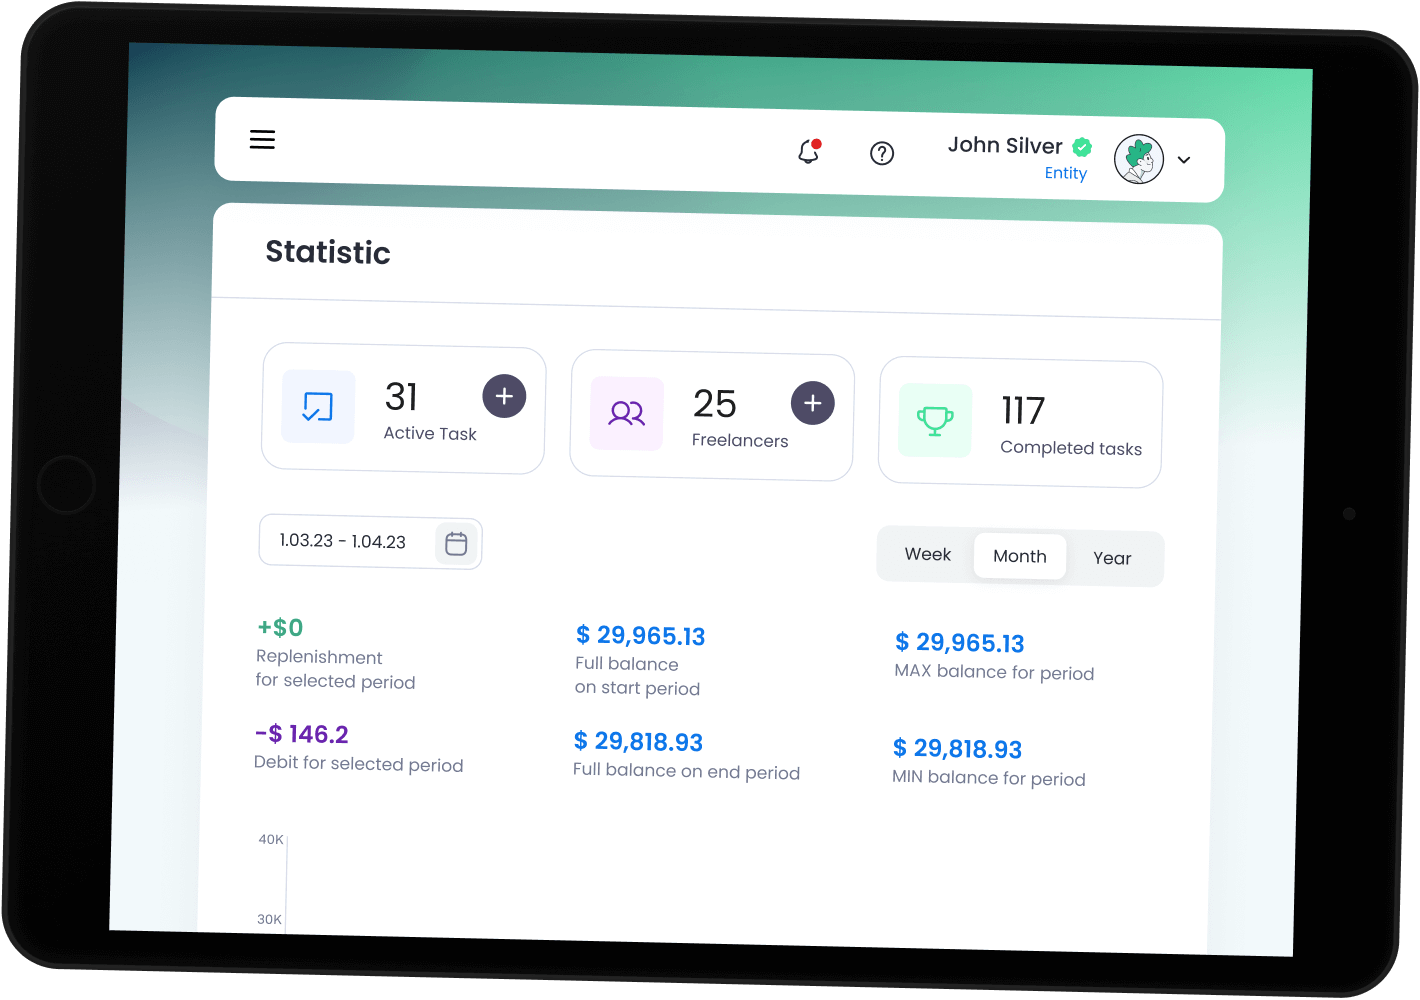 John Silver
Entity
Statistic
31
Active Task
25
Freelancers
117
Completed tasks
1.03.23 - 1.04.23
Week
Month
Year
+$0
Replenishment
for selected period
$ 29,965.13
Full balance
on start period
$ 29,965.13
MAX balance for period
-$ 146.2
Debit for selected period
$ 29,818.93
Full balance on end period
$ 29,818.93
MIN balance for period
40K
30K